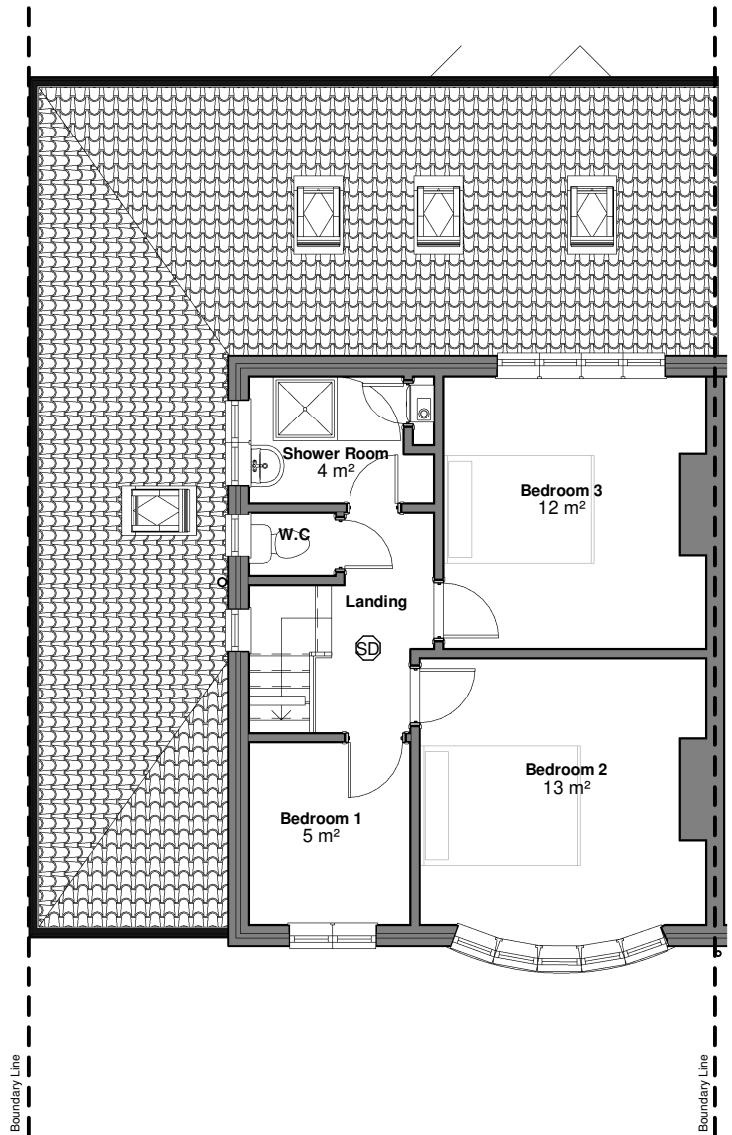 Shower Room
4 m²
Bedroom 3
12 m²
W.C
Landing
SD
Bedroom 2
13 m²
Bedroom 1
5 m²
Boundary Line
Boundary Line